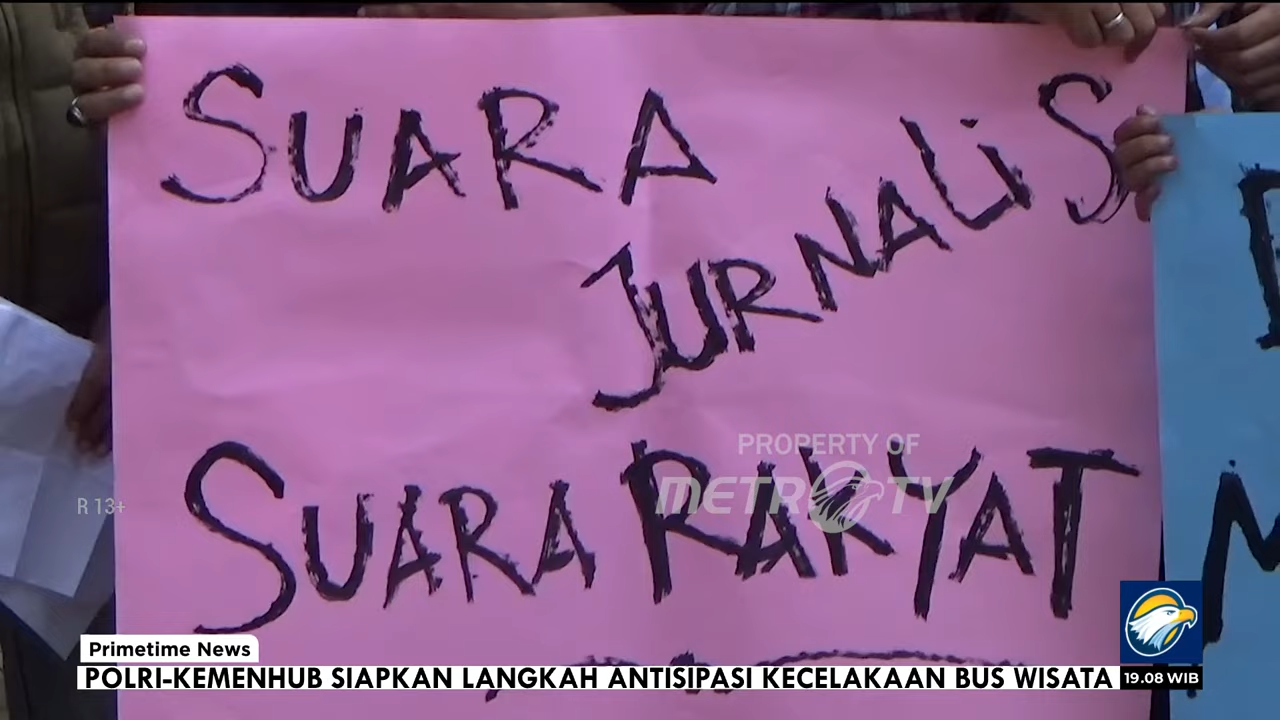 SUARA
JURNALiS
SUARA RAKYAT
PROPERTY OF
METRO TV
R 13+
Primetime News
POLRI-KEMENHUB SIAPKAN LANGKAH ANTISIPASI KECELAKAAN BUS WISATA
19.08 WIB